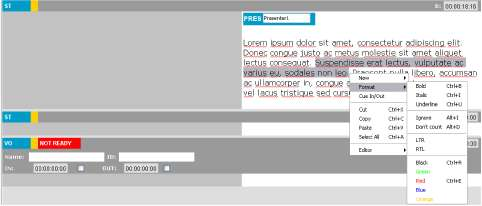 ST S: 00:00:18:16
PRES Presenter1
Lorem ipsum dolor sit amet, consectetur adipiscing elit.
Donec congue justo ac metus molestie sit amet aliquet
lectus consequat. Suspendisse erat lectus, vulputate ac
varius eu, sodales non leo. Praesent nulla libero, accumsan
ac ullamcorper in, congue
vel lacus tristique sed cursus
New
Format
Cue In/Out
Cut Ctrl+X
Copy Ctrl+C
Paste Ctrl+V
Select All Ctrl+A
Editor
Bold Ctrl+B
Italic Ctrl+I
Underline Ctrl+U
Ignore Alt+I
Don't count Alt+D
LTR
RTL
Black Ctrl+R
Green
Red Ctrl+E
Blue
Orange
ST
VO NOT READY
Name: ID:
IN: 00:00:00:00 OUT: 00:00:00:00